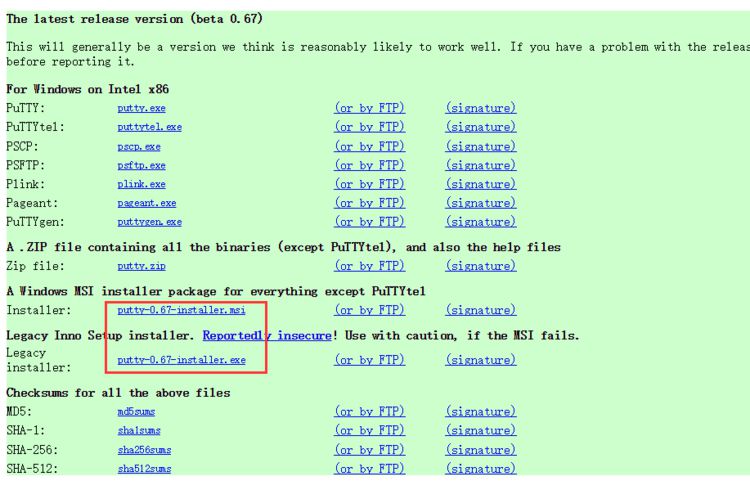 The latest release version (beta 0.67)
This will generally be a version we think is reasonably likely to work well. If you have a problem with the
before reporting it.
For Windows on Intel x86
PuTTY: putty.exe (or by FTP) (signature)
PuTTYtel: puttytel.exe (or by FTP) (signature)
PSCP: pscp.exe (or by FTP) (signature)
PSFTP: psftp.exe (or by FTP) (signature)
Plink: plink.exe (or by FTP) (signature)
Pageant: pageant.exe (or by FTP) (signature)
PuTTYgen: puttygen.exe (or by FTP) (signature)
A .ZIP file containing all the binaries (except PuTTYtel), and also the help files
Zip file: putty.zip (or by FTP) (signature)
A Windows MSI installer package for everything except PuTTYtel
Installer: putty-0.67-installer.msi (or by FTP) (signature)
Legacy Inno Setup installer. Reportedly insecure! Use with caution, if the MSI fails.
Legacy
installer: putty-0.67-installer.exe (or by FTP) (signature)
Checksums for all the above files
MD5: md5sums (or by FTP) (signature)
SHA-1: sha1sums (or by FTP) (signature)
SHA-256: sha256sums (or by FTP) (signature)
SHA-512: sha512sums (or by FTP) (signature)